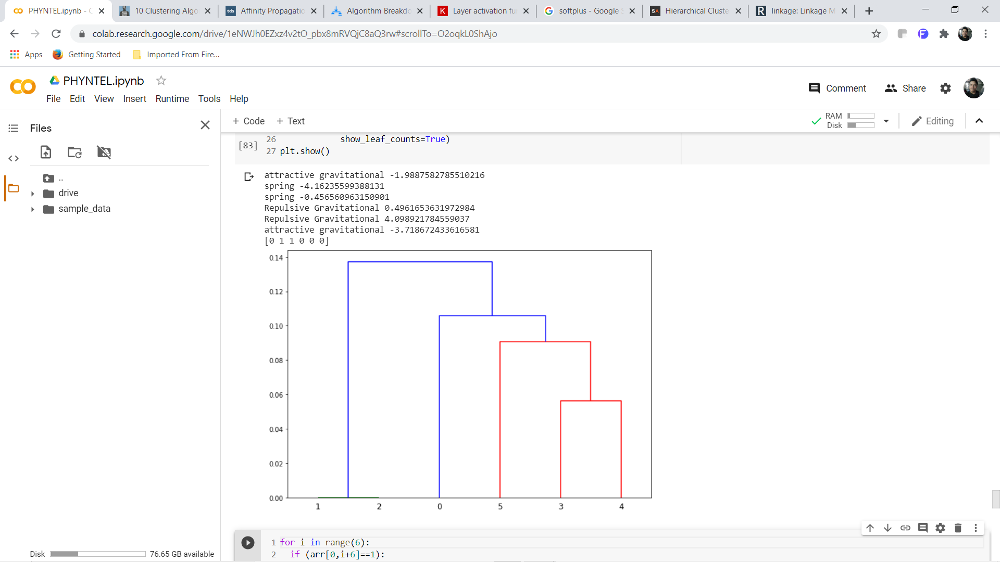 PHYNTEL.ipynb - C
10 Clustering Algo
tds Affinity Propagatio
Algorithm Breakdo
K Layer activation fu
softplus - Google S
SA Hierarchical Cluste
R linkage: Linkage M
colab.research.google.com/drive/1eNWJh0EZxz4v2tO_pbx8mRVQjC8aQ3rw#scrollTo=O2oqkL0ShAjo
Apps
Getting Started
Imported From Fire...
PHYNTEL.ipynb
Comment
Share
File Edit View Insert Runtime Tools Help
Files
+ Code + Text
RAM
Disk
Editing
..
drive
sample_data
[83]
26 show_leaf_counts=True)
27 plt.show()
attractive gravitational -1.9887582785510216
spring -4.16235599388131
spring -0.456560963150901
Repulsive Gravitational 0.4961653631972984
Repulsive Gravitational 4.098921784559037
attractive gravitational -3.718672433616581
[0 1 1 0 0 0]
0.14
0.12
0.10
0.08
0.06
0.04
0.02
0.00
1 2 0 5 3 4
1 for i in range(6):
2 if (arr[0,i+6]==1):
Disk 76.65 GB available